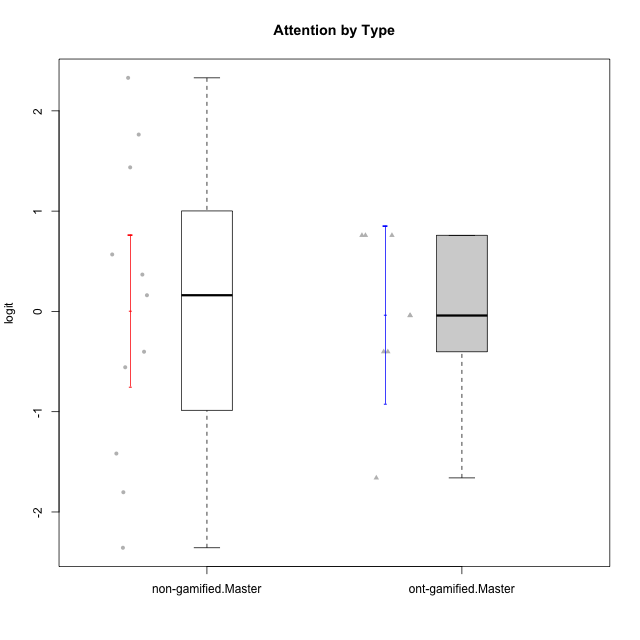 Attention by Type
logit
2
1
0
-1
-2
non-gamified.Master
ont-gamified.Master